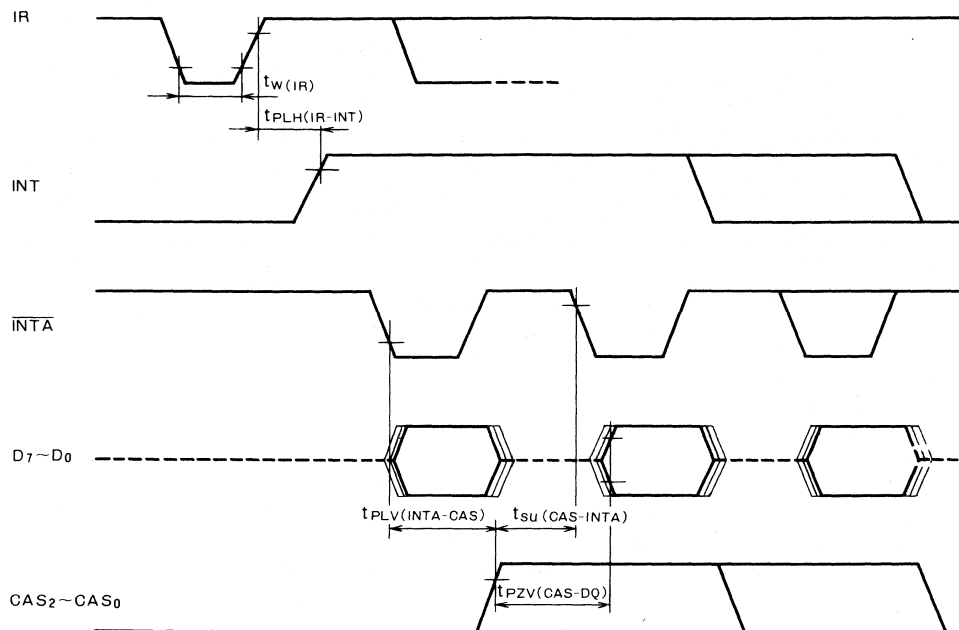 IR
tW(IR)
tPLH(IR-INT)
INT
INTA
D7~D0
tPLV(INTA-CAS)
tsu(CAS-INTA)
tPZV(CAS-DQ)
CAS2~CAS0